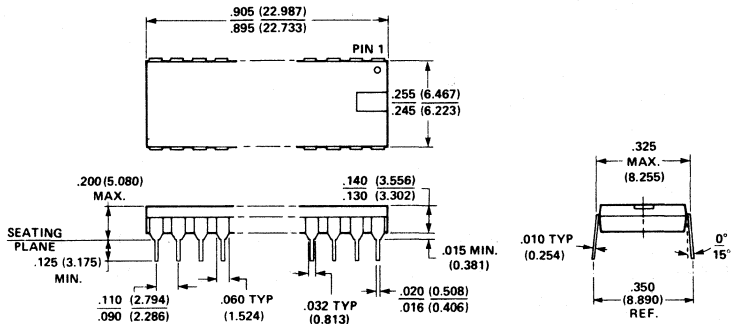 .905 (22.987)
.895 (22.733)
PIN 1
.255 (6.467)
.245 (6.223)
.200 (5.080)
MAX.
.140 (3.556)
.130 (3.302)
.325
MAX.
(8.255)
SEATING
PLANE
.125 (3.175)
MIN.
.015 MIN.
(0.381)
.010 TYP
(0.254)
0°
15°
.110 (2.794)
.090 (2.286)
.060 TYP
(1.524)
.032 TYP
(0.813)
.020 (0.508)
.016 (0.406)
.350
(8.890)
REF.